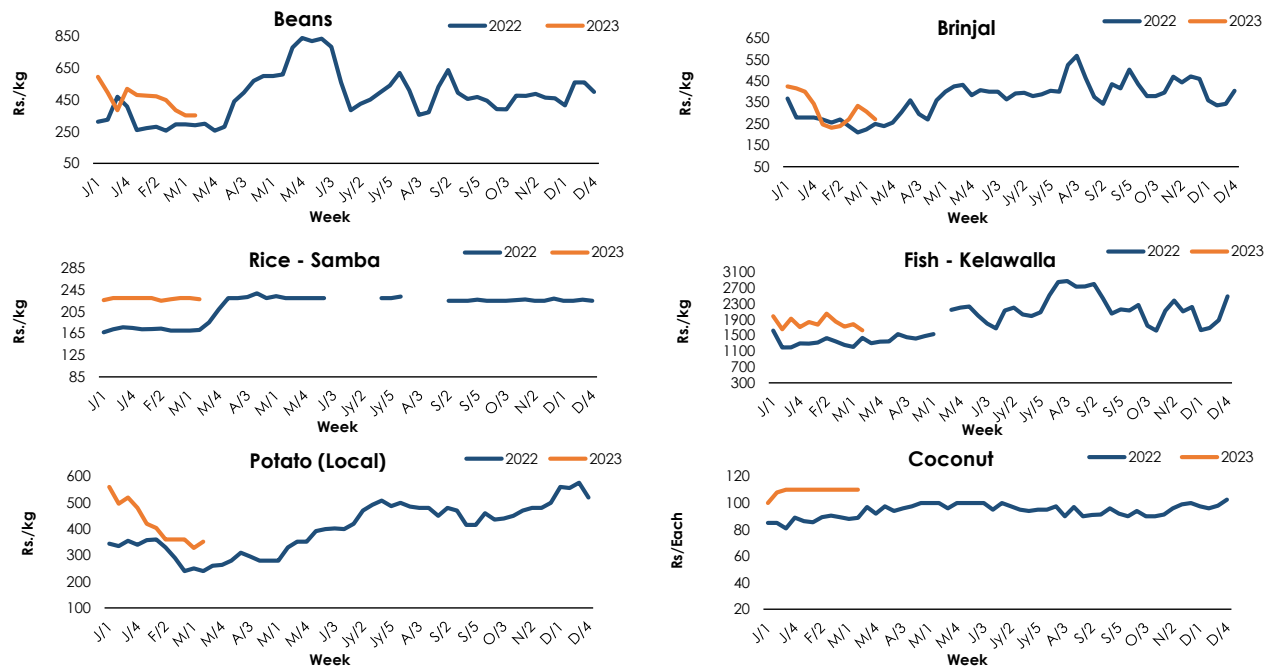 Beans
2022 2023
Rs./kg
850
650
450
250
50
J/1 J/4 F/2 M/1 M/4 A/3 M/1 M/4 J/3 Jy/2 Jy/5 A/3 S/2 S/5 O/3 N/2 D/1 D/4
Week
Brinjal
2022 2023
Rs./kg
650
550
450
350
250
150
50
J/1 J/4 F/2 M/1 M/4 A/3 M/1 M/4 J/3 Jy/2 Jy/5 A/3 S/2 S/5 O/3 N/2 D/1 D/4
Week
Rice - Samba
2022 2023
Rs./kg
285
245
205
165
125
85
J/1 J/4 F/2 M/1 M/4 A/3 M/1 M/4 J/3 Jy/2 Jy/5 A/3 S/2 S/5 O/3 N/2 D/1 D/4
Week
Fish - Kelawalla
2022 2023
Rs./kg
3100
2700
2300
1900
1500
1100
700
300
J/1 J/4 F/2 M/1 M/4 A/3 M/1 M/4 J/3 Jy/2 Jy/5 A/3 S/2 S/5 O/3 N/2 D/1 D/4
Week
Potato (Local)
2022 2023
Rs./kg
600
500
400
300
200
100
J/1 J/4 F/2 M/1 M/4 A/3 M/1 M/4 J/3 Jy/2 Jy/5 A/3 S/2 S/5 O/3 N/2 D/1 D/4
Week
Coconut
2022 2023
Rs/Each
120
100
80
60
40
20
J/1 J/4 F/2 M/1 M/4 A/3 M/1 M/4 J/3 Jy/2 Jy/5 A/3 S/2 S/5 O/3 N/2 D/1 D/4
Week